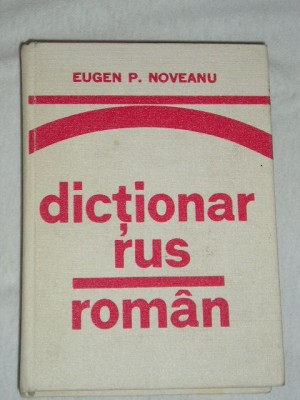 EUGEN P. NOVEANU
dicționar
rus
român